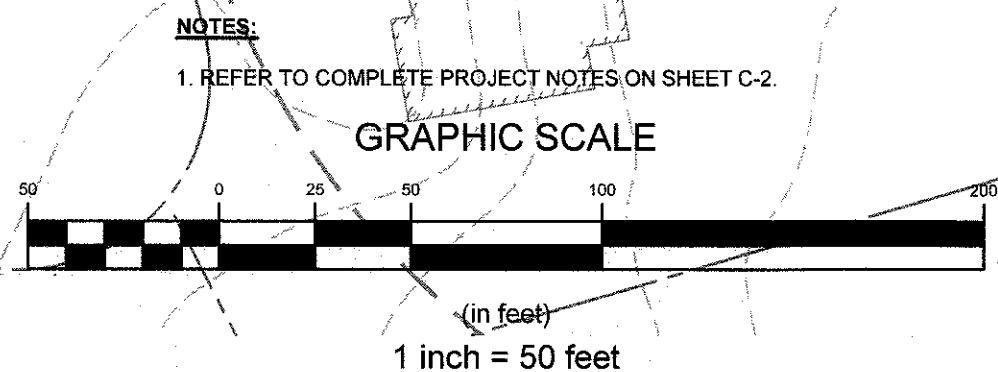 NOTES:
1. REFER TO COMPLETE PROJECT NOTES ON SHEET C-2.
GRAPHIC SCALE
50 0 25 50 100 200
(in feet)
1 inch = 50 feet